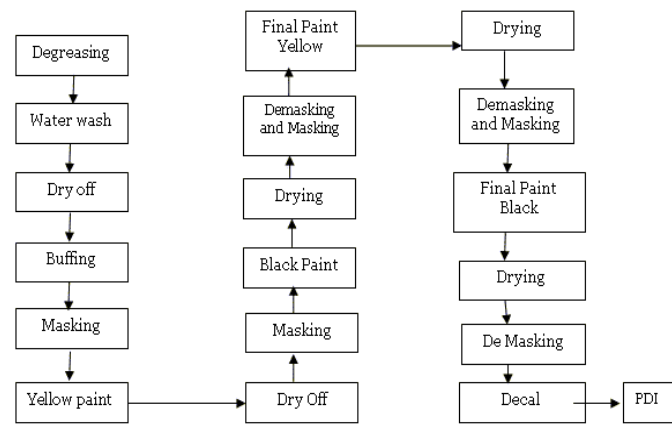 Degreasing
Water wash
Dry off
Buffing
Masking
Yellow paint
Dry Off
Masking
Black Paint
Drying
Demasking
and Masking
Final Paint
Yellow
Drying
Demasking
and Masking
Final Paint
Black
Drying
De Masking
Decal
PDI